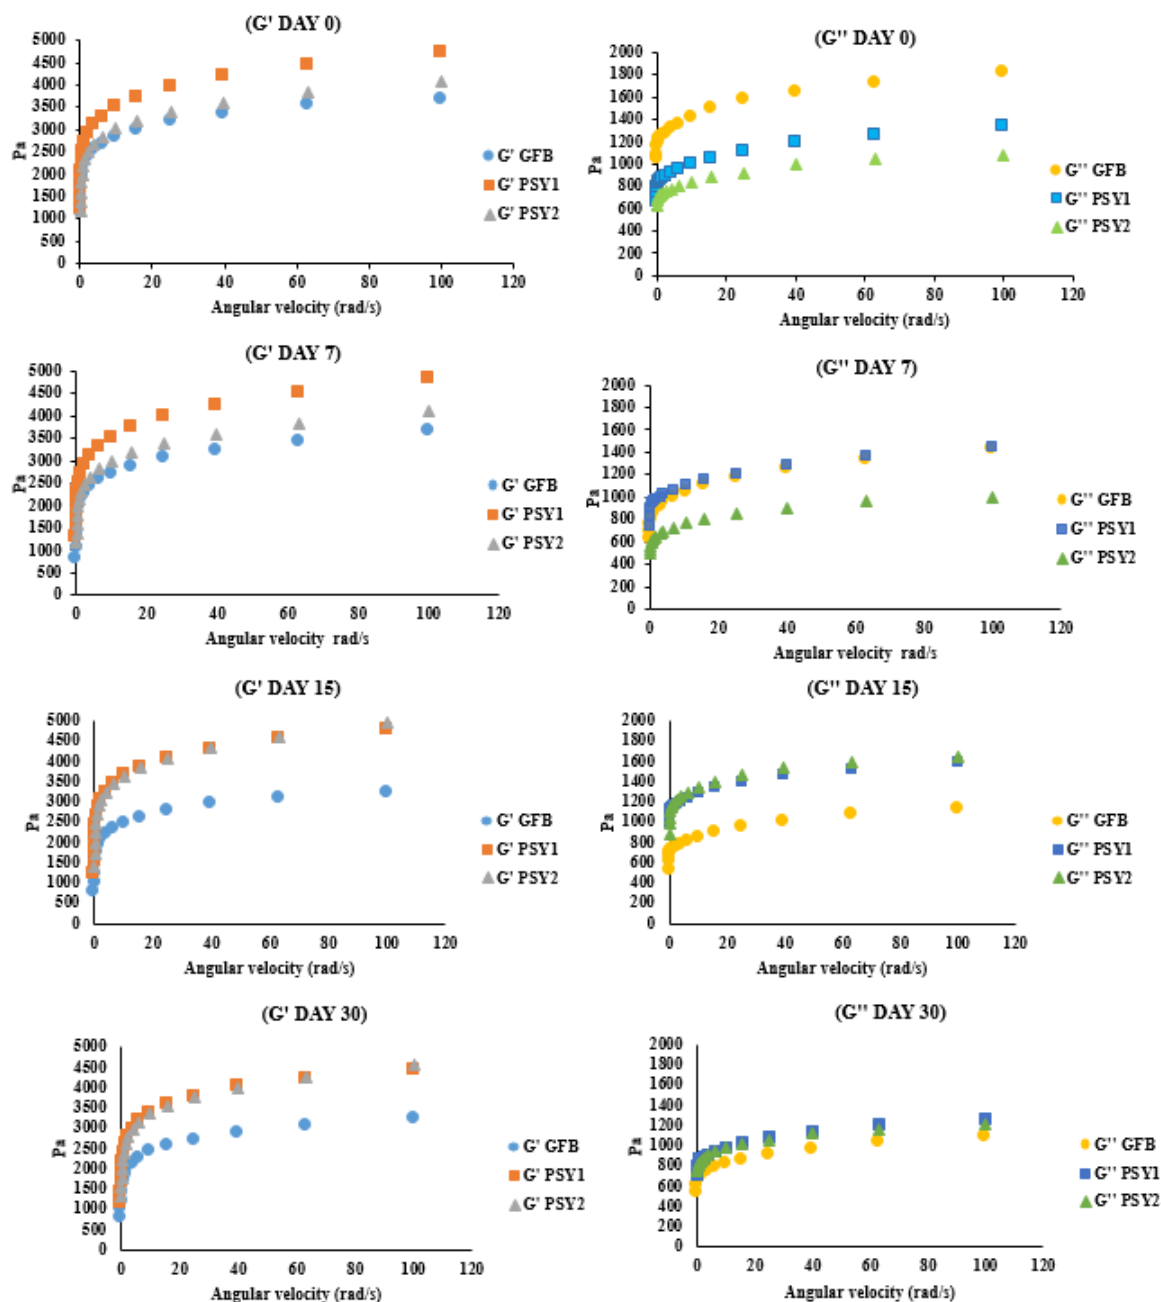 (G' DAY 0)
5000
4500
4000
3500
3000
2500
2000
1500
1000
500
0
Pa
0 20 40 60 80 100 120
Angular velocity (rad/s)
G' GFB
G' PSY1
G' PSY2
(G'' DAY 0)
2000
1800
1600
1400
1200
1000
800
600
400
200
0
Pa
0 20 40 60 80 100 120
Angular velocity (rad/s)
G'' GFB
G'' PSY1
G'' PSY2
(G' DAY 7)
5000
4500
4000
3500
3000
2500
2000
1500
1000
500
0
Pa
0 20 40 60 80 100 120
Angular velocity rad/s
G' GFB
G' PSY1
G' PSY2
(G'' DAY 7)
2000
1800
1600
1400
1200
1000
800
600
400
200
0
Pa
0 20 40 60 80 100 120
Angular velocity rad/s
G'' GFB
G'' PSY1
G'' PSY2
(G' DAY 15)
5000
4500
4000
3500
3000
2500
2000
1500
1000
500
0
Pa
0 20 40 60 80 100 120
Angular velocity (rad/s)
G' GFB
G' PSY1
G' PSY2
(G'' DAY 15)
2000
1800
1600
1400
1200
1000
800
600
400
200
0
Pa
0 20 40 60 80 100 120
Angular velocity (rad/s)
G'' GFB
G'' PSY1
G'' PSY2
(G' DAY 30)
5000
4500
4000
3500
3000
2500
2000
1500
1000
500
0
Pa
0 20 40 60 80 100 120
Angular velocity (rad/s)
G' GFB
G' PSY1
G' PSY2
(G'' DAY 30)
2000
1800
1600
1400
1200
1000
800
600
400
200
0
Pa
0 20 40 60 80 100 120
Angular velocity (rad/s)
G'' GFB
G'' PSY1
G'' PSY2